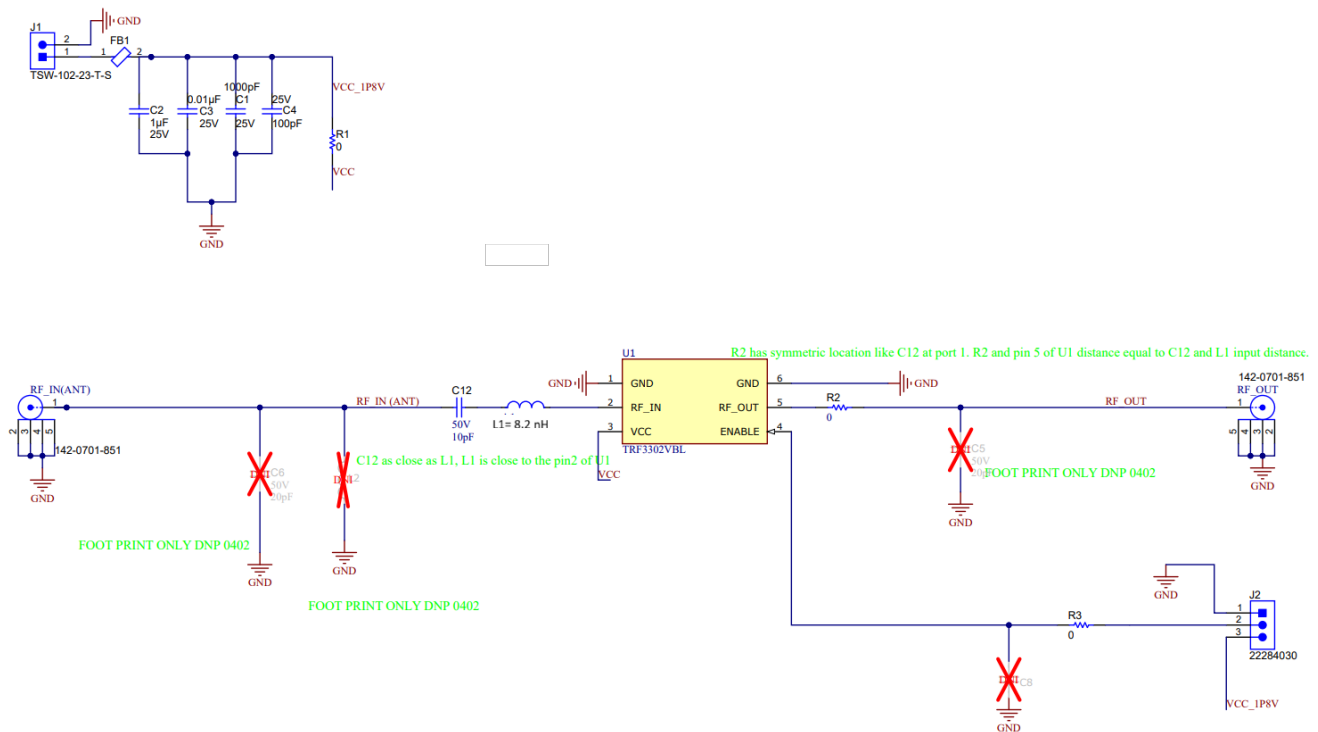 J1
GND
2
1
FB1
1
2
TSW-102-23-T-S
C2
1µF
25V
0.01µF
C3
25V
1000pF
C1
25V
25V
C4
100pF
VCC_1P8V
R1
0
VCC
GND
U1
R2 has symmetric location like C12 at port 1. R2 and pin 5 of U1 distance equal to C12 and L1 input distance.
RF_IN(ANT)
1
2
3
4
5
142-0701-851
GND
RF_IN (ANT)
C12
50V
10pF
L1= 8.2 nH
GND
1
GND
2
RF_IN
3
VCC
GND
6
RF_OUT
5
ENABLE
4
TRF3302VBL
VCC
GND
R2
0
RF_OUT
142-0701-851
RF_OUT
1
5
4
3
2
GND
C12 as close as L1, L1 is close to the pin2 of U1
C6
50V
20pF
GND
FOOT PRINT ONLY DNP 0402
GND
FOOT PRINT ONLY DNP 0402
C5
50V
FOOT PRINT ONLY DNP 0402
GND
GND
J2
1
2
3
22284030
VCC_1P8V
R3
0
C8
GND